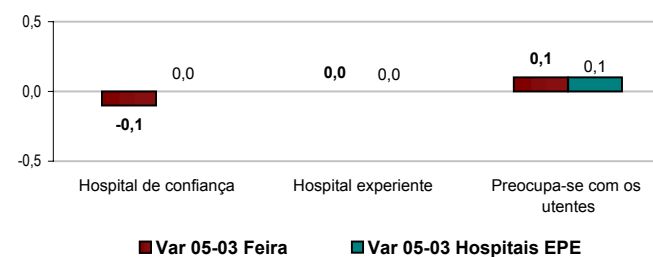 0,5
0,0
-0,5
-0,1
0,0
0,0
0,0
0,1
0,1
Hospital de confiança
Hospital experiente
Preocupa-se com os
utentes
Var 05-03 Feira
Var 05-03 Hospitais EPE